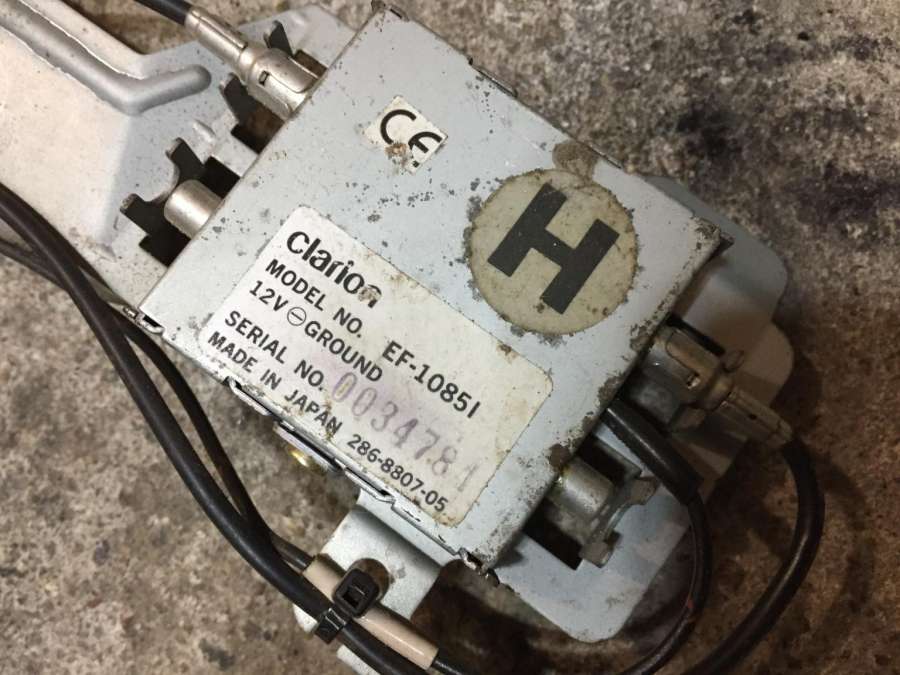 CE
H
Clarion
MODEL NO. EF-1085I
12V ⊖ GROUND
SERIAL NO. 0034781
MADE IN JAPAN 286-8807-05